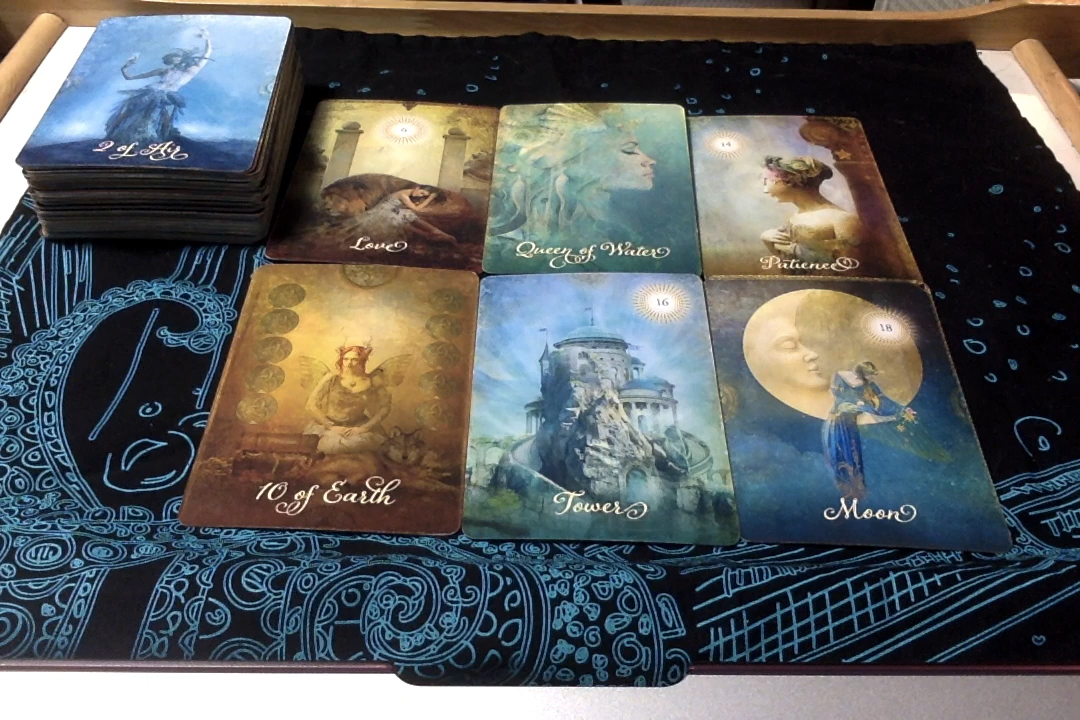 2 of Air
6
Love
Queen of Water
14
Patience
10 of Earth
16
Tower
18
Moon